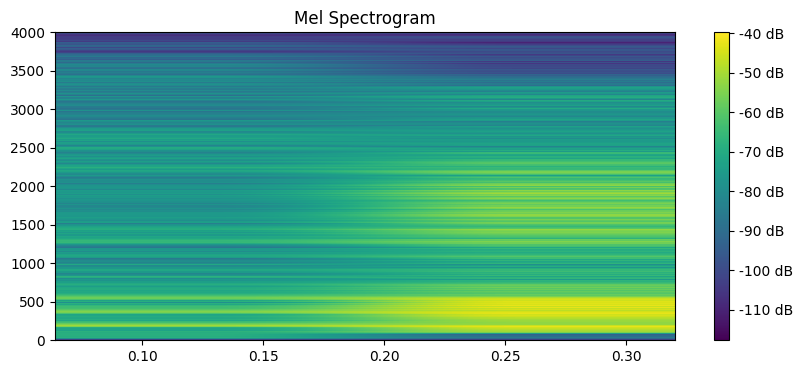 Mel Spectrogram
4000
3500
3000
2500
2000
1500
1000
500
0
0.10 0.15 0.20 0.25 0.30
-40 dB
-50 dB
-60 dB
-70 dB
-80 dB
-90 dB
-100 dB
-110 dB